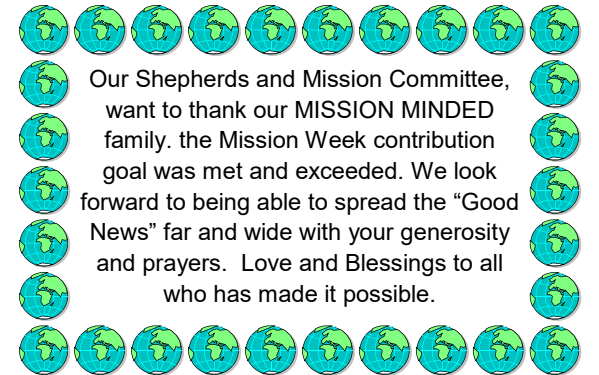 Our Shepherds and Mission Committee,
want to thank our MISSION MINDED
family. the Mission Week contribution
goal was met and exceeded. We look
forward to being able to spread the “Good
News” far and wide with your generosity
and prayers.  Love and Blessings to all
who has made it possible.